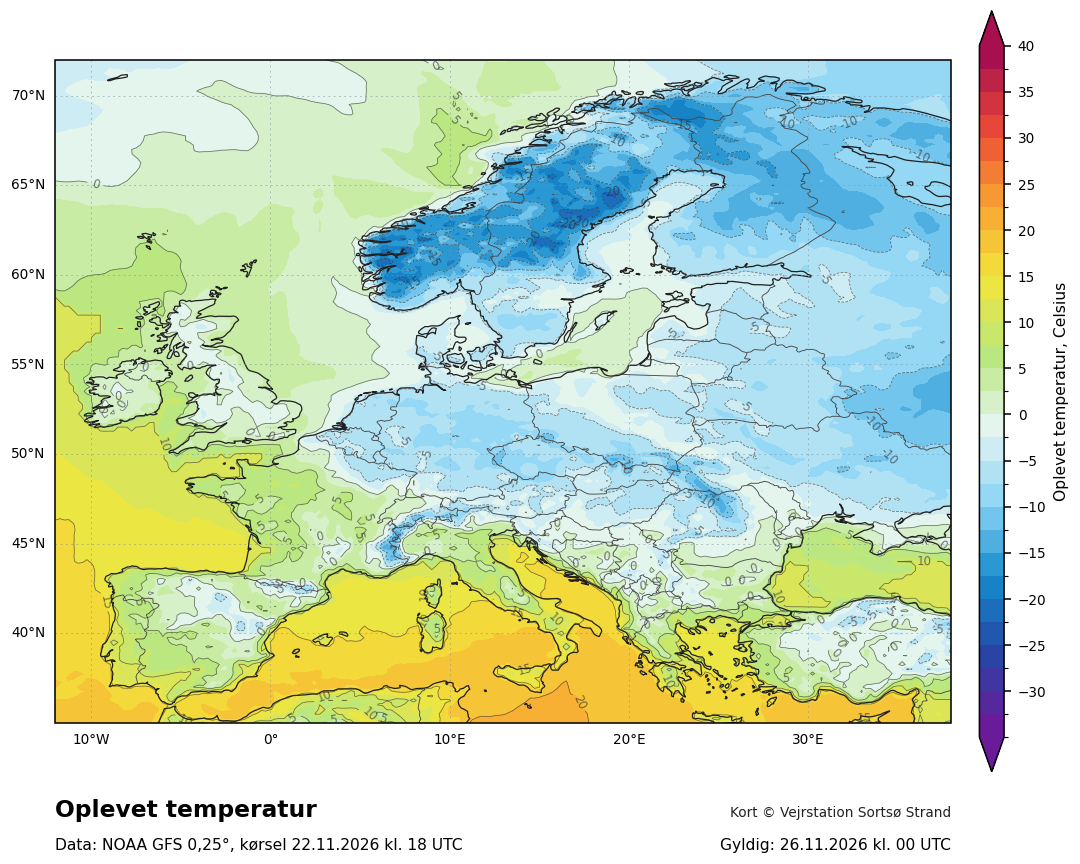 70°N
65°N
60°N
55°N
50°N
45°N
40°N
10°W
0°
10°E
20°E
30°E
40
35
30
25
20
15
10
5
0
−5
−10
−15
−20
−25
−30
Oplevet temperatur, Celsius
Oplevet temperatur
Kort © Vejrstation Sortsø Strand
Data: NOAA GFS 0,25°, kørsel 22.11.2026 kl. 18 UTC
Gyldig: 26.11.2026 kl. 00 UTC